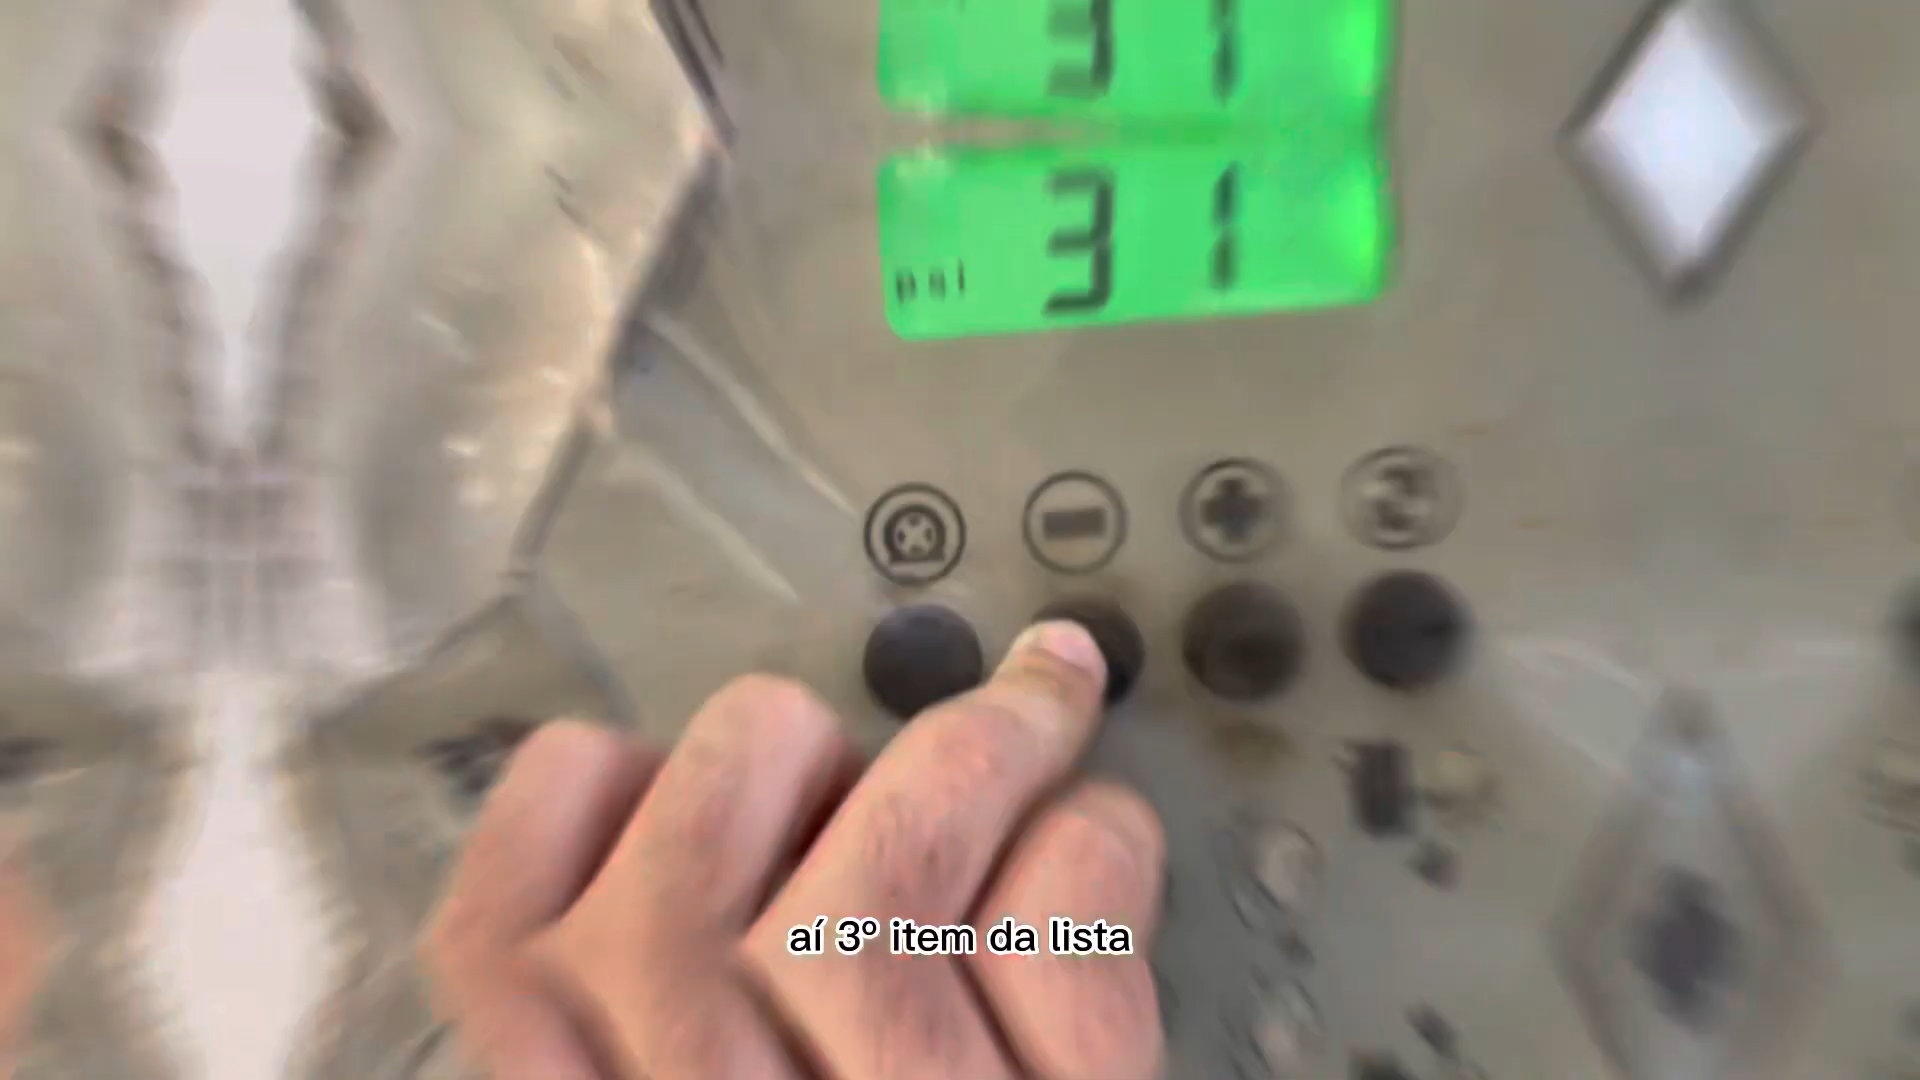 31
psi 31
aí 3º item da lista